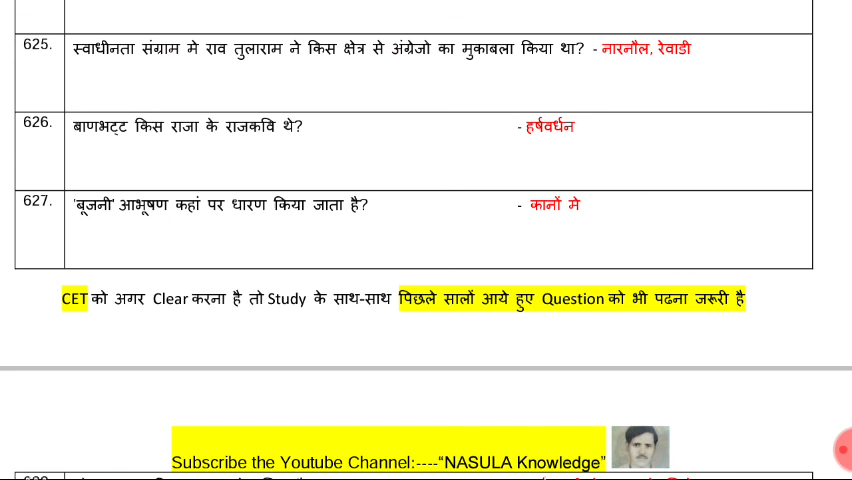 625. स्वाधीनता संग्राम मे राव तुलाराम ने किस क्षेत्र से अंग्रेजो का मुकाबला किया था? - नारनौल, रेवाडी
626. बाणभट्ट किस राजा के राजकवि थे? - हर्षवर्धन
627. 'बूजनी' आभूषण कहां पर धारण किया जाता है? - कानों मे
CET को अगर Clear करना है तो Study के साथ-साथ पिछले सालों आये हुए Question को भी पढना जरूरी है
Subscribe the Youtube Channel:----“NASULA Knowledge”